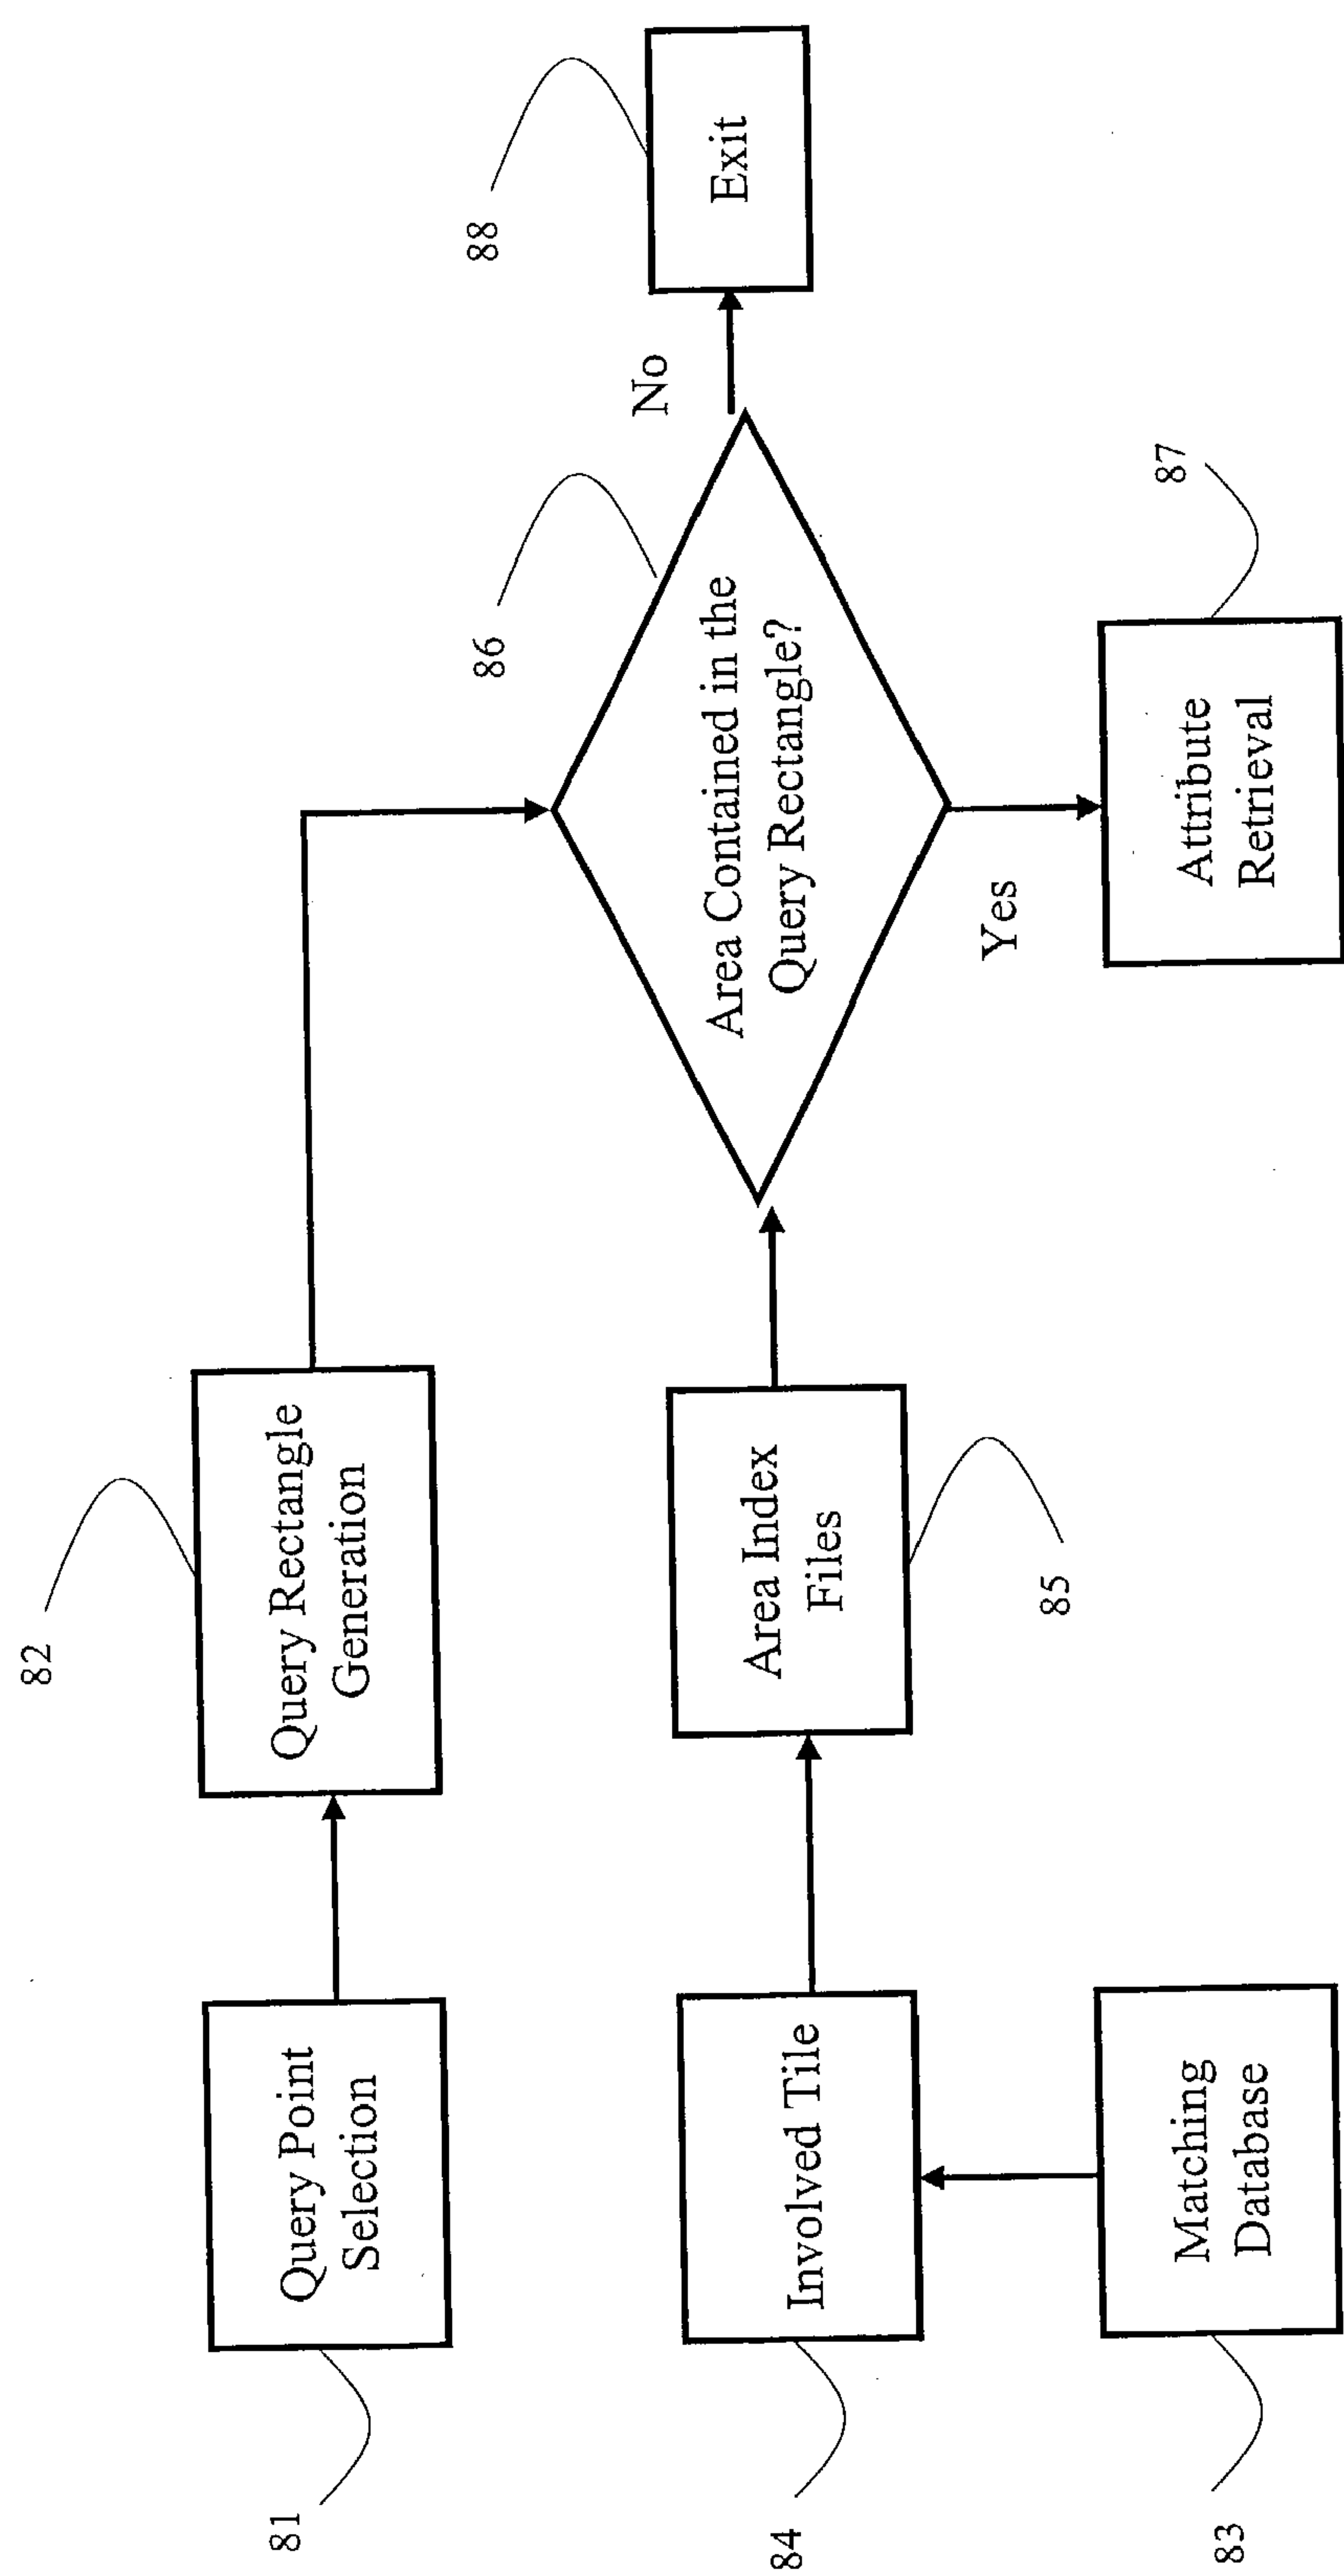 82
Query Point
Selection
Query Rectangle
Generation
81
88
Exit
No
86
Area Contained in the
Query Rectangle?
Area Index
Files
Involved Tile
84
85
Yes
87
Attribute
Retrieval
Matching
Database
83